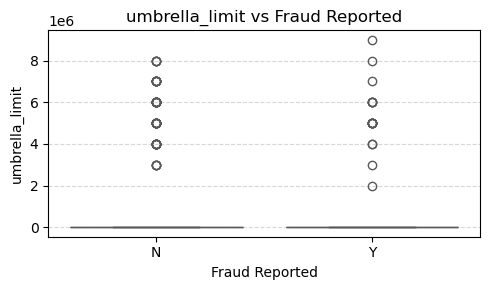 umbrella_limit vs Fraud Reported
1e6
8
6
4
2
0
umbrella_limit
N
Y
Fraud Reported